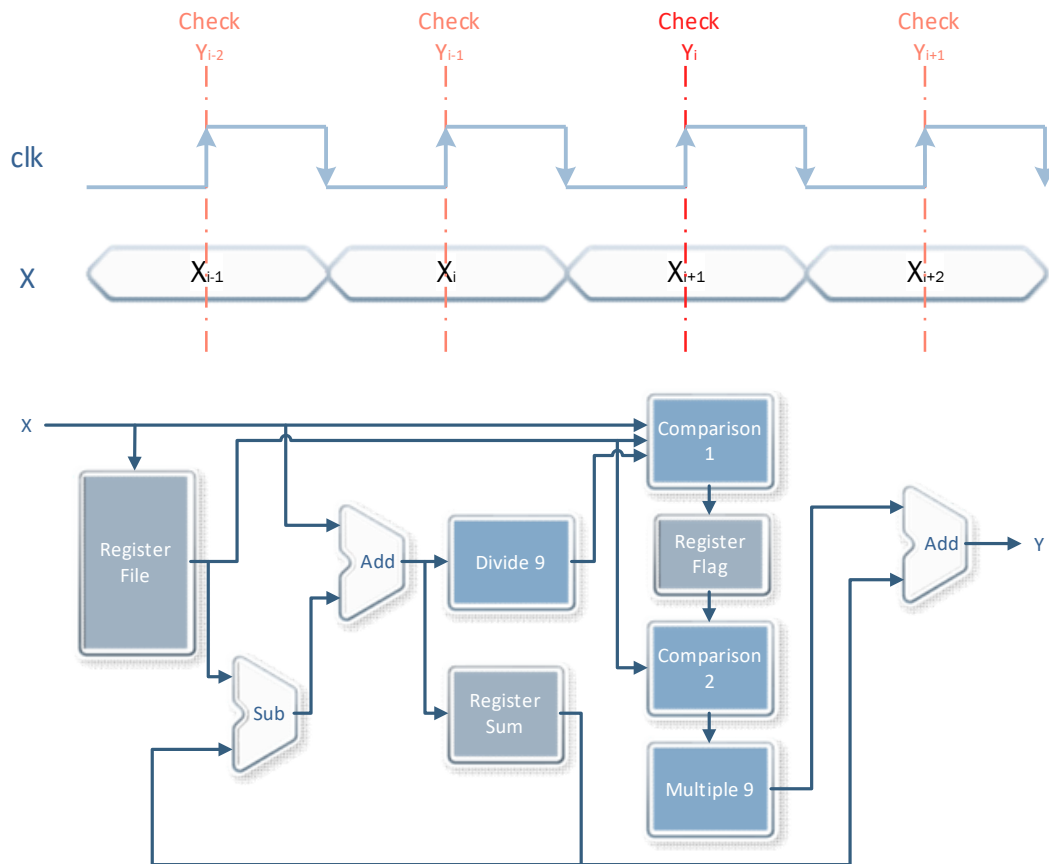 Check Check Check Check
Yi-2 Yi-1 Yi Yi+1
clk
X Xi-1 Xi Xi+1 Xi+2
X
Comparison
1
Register
File
Add
Divide 9
Register
Flag
Add
Y
Comparison
2
Sub
Register
Sum
Multiple 9